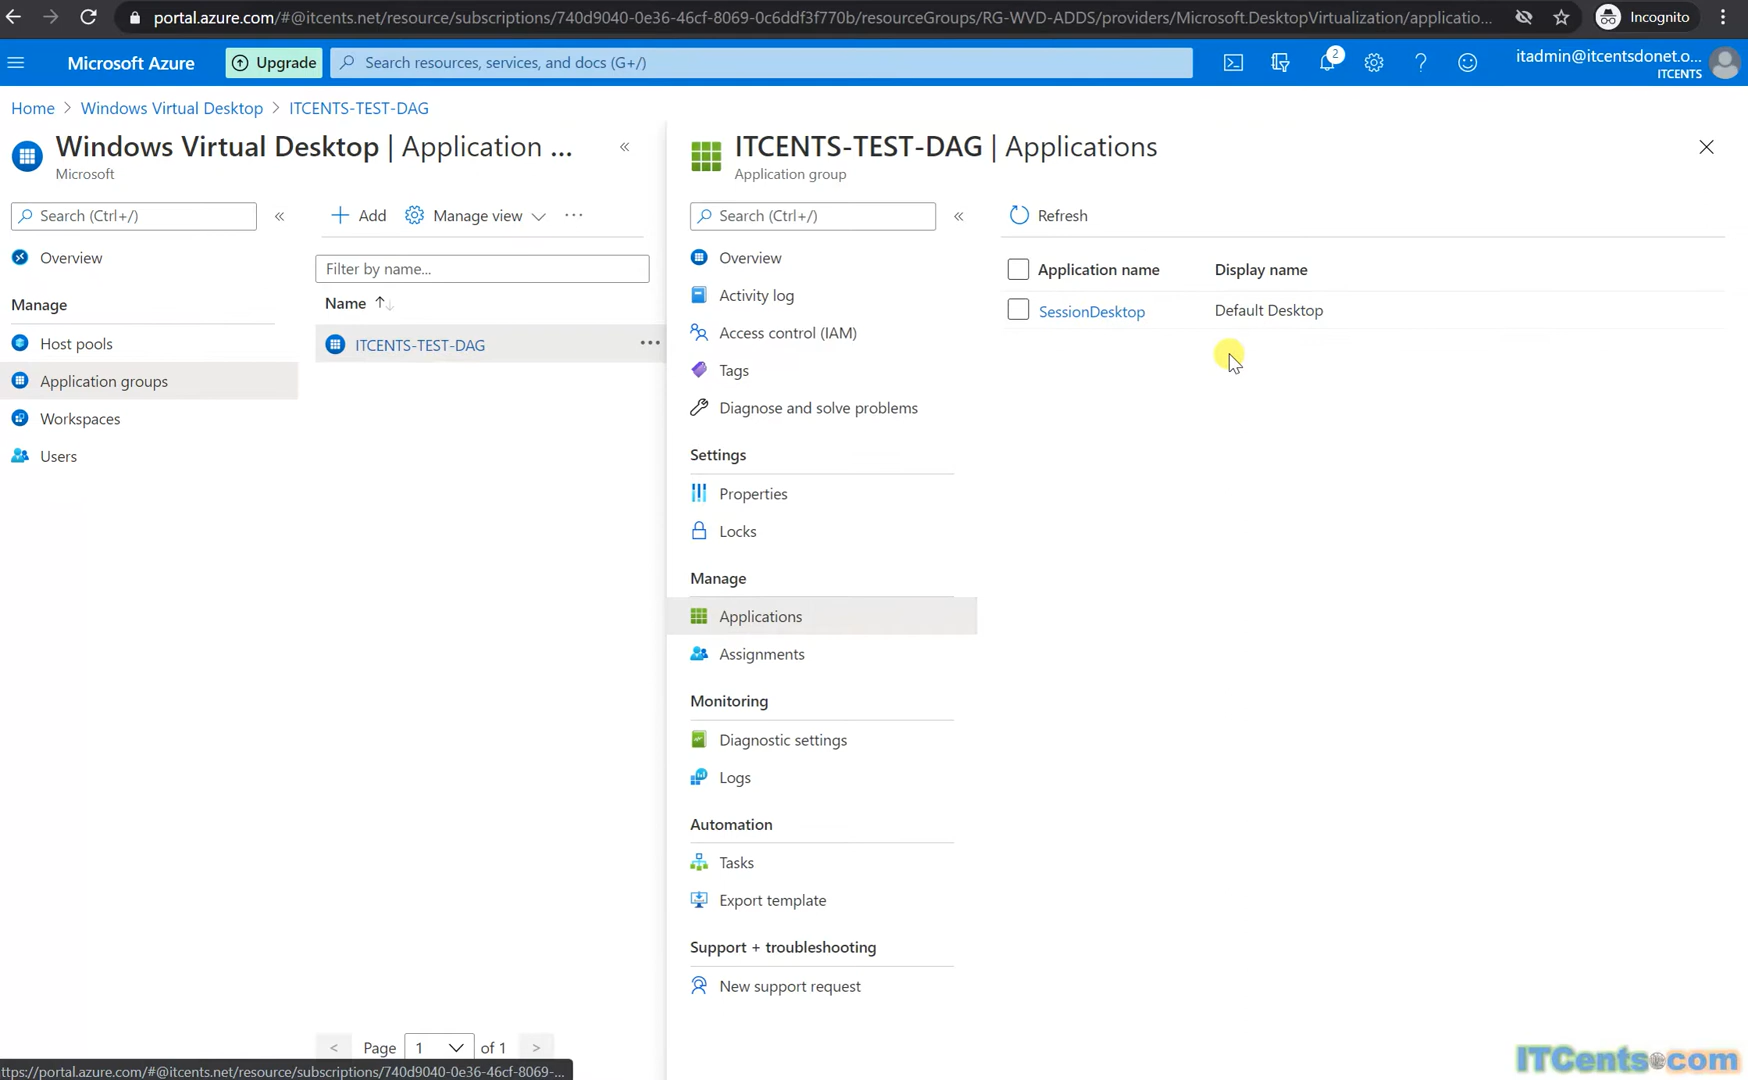 portal.azure.com/#@itcents.net/resource/subscriptions/740d9040-0e36-46cf-8069-0c6ddf3f770b/resourceGroups/RG-WVD-ADDS/providers/Microsoft.DesktopVirtualization/applicatio...
Incognito
Microsoft Azure
Upgrade
Search resources, services, and docs (G+/)
2
itadmin@itcentsdonet.o...
ITCENTS
Home > Windows Virtual Desktop > ITCENTS-TEST-DAG
Windows Virtual Desktop | Application ...
Microsoft
«
Search (Ctrl+/)
«
Overview
Manage
Host pools
Application groups
Workspaces
Users
Add
Manage view
...
Filter by name...
Name
ITCENTS-TEST-DAG
...
Page 1 of 1
ITCENTS-TEST-DAG | Applications
Application group
Search (Ctrl+/)
«
Overview
Activity log
Access control (IAM)
Tags
Diagnose and solve problems
Settings
Properties
Locks
Manage
Applications
Assignments
Monitoring
Diagnostic settings
Logs
Automation
Tasks
Export template
Support + troubleshooting
New support request
Refresh
Application name Display name
SessionDesktop Default Desktop
ttps://portal.azure.com/#@itcents.net/resource/subscriptions/740d9040-0e36-46cf-8069-...
ITCents.com